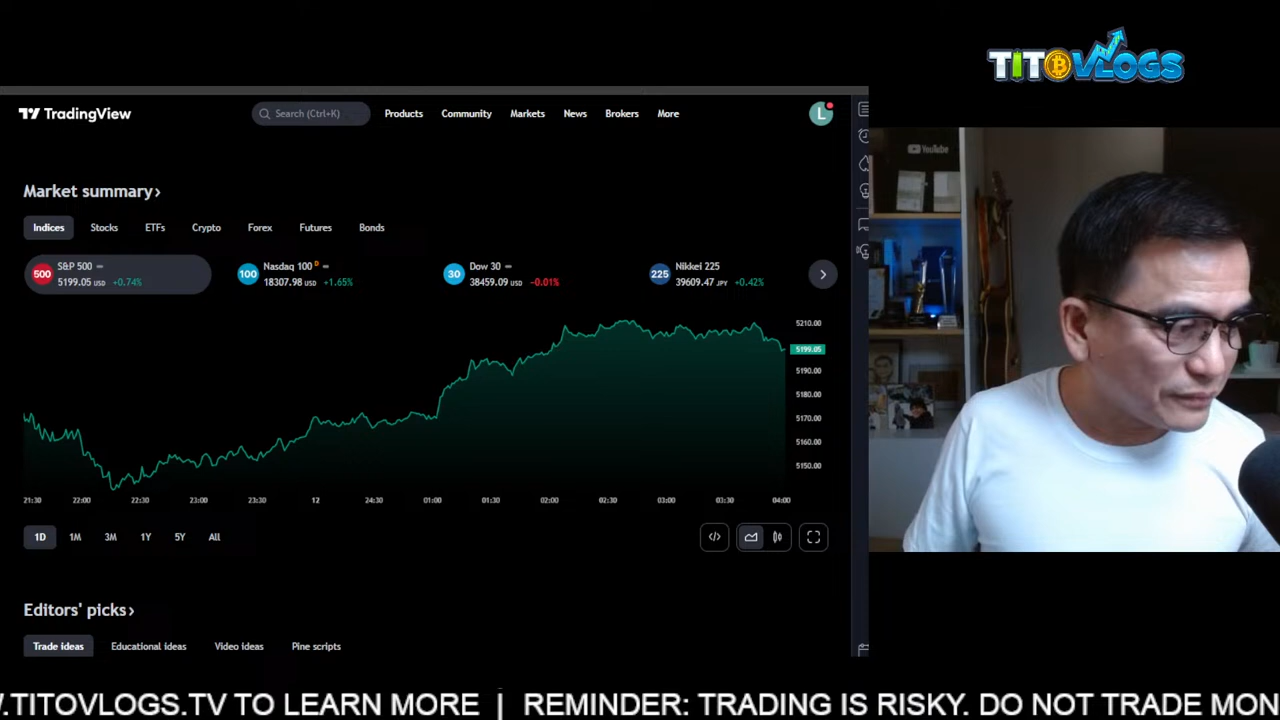 TITOVLOGS
TradingView
Search (Ctrl+K)
Products
Community
Markets
News
Brokers
More
L
YouTube
Market summary ›
Indices
Stocks
ETFs
Crypto
Forex
Futures
Bonds
500
S&P 500
5199.05 USD +0.74%
100
Nasdaq 100 D
18307.98 USD +1.65%
30
Dow 30
38459.09 USD −0.01%
225
Nikkei 225
39609.47 JPY +0.42%
5210.00
5199.05
5190.00
5180.00
5170.00
5160.00
5150.00
21:30 22:00 22:30 23:00 23:30 12 24:30 01:00 01:30 02:00 02:30 03:00 03:30 04:00
1D 1M 3M 1Y 5Y All
Editors' picks ›
Trade ideas
Educational ideas
Video ideas
Pine scripts
.TITOVLOGS.TV TO LEARN MORE | REMINDER: TRADING IS RISKY. DO NOT TRADE MON